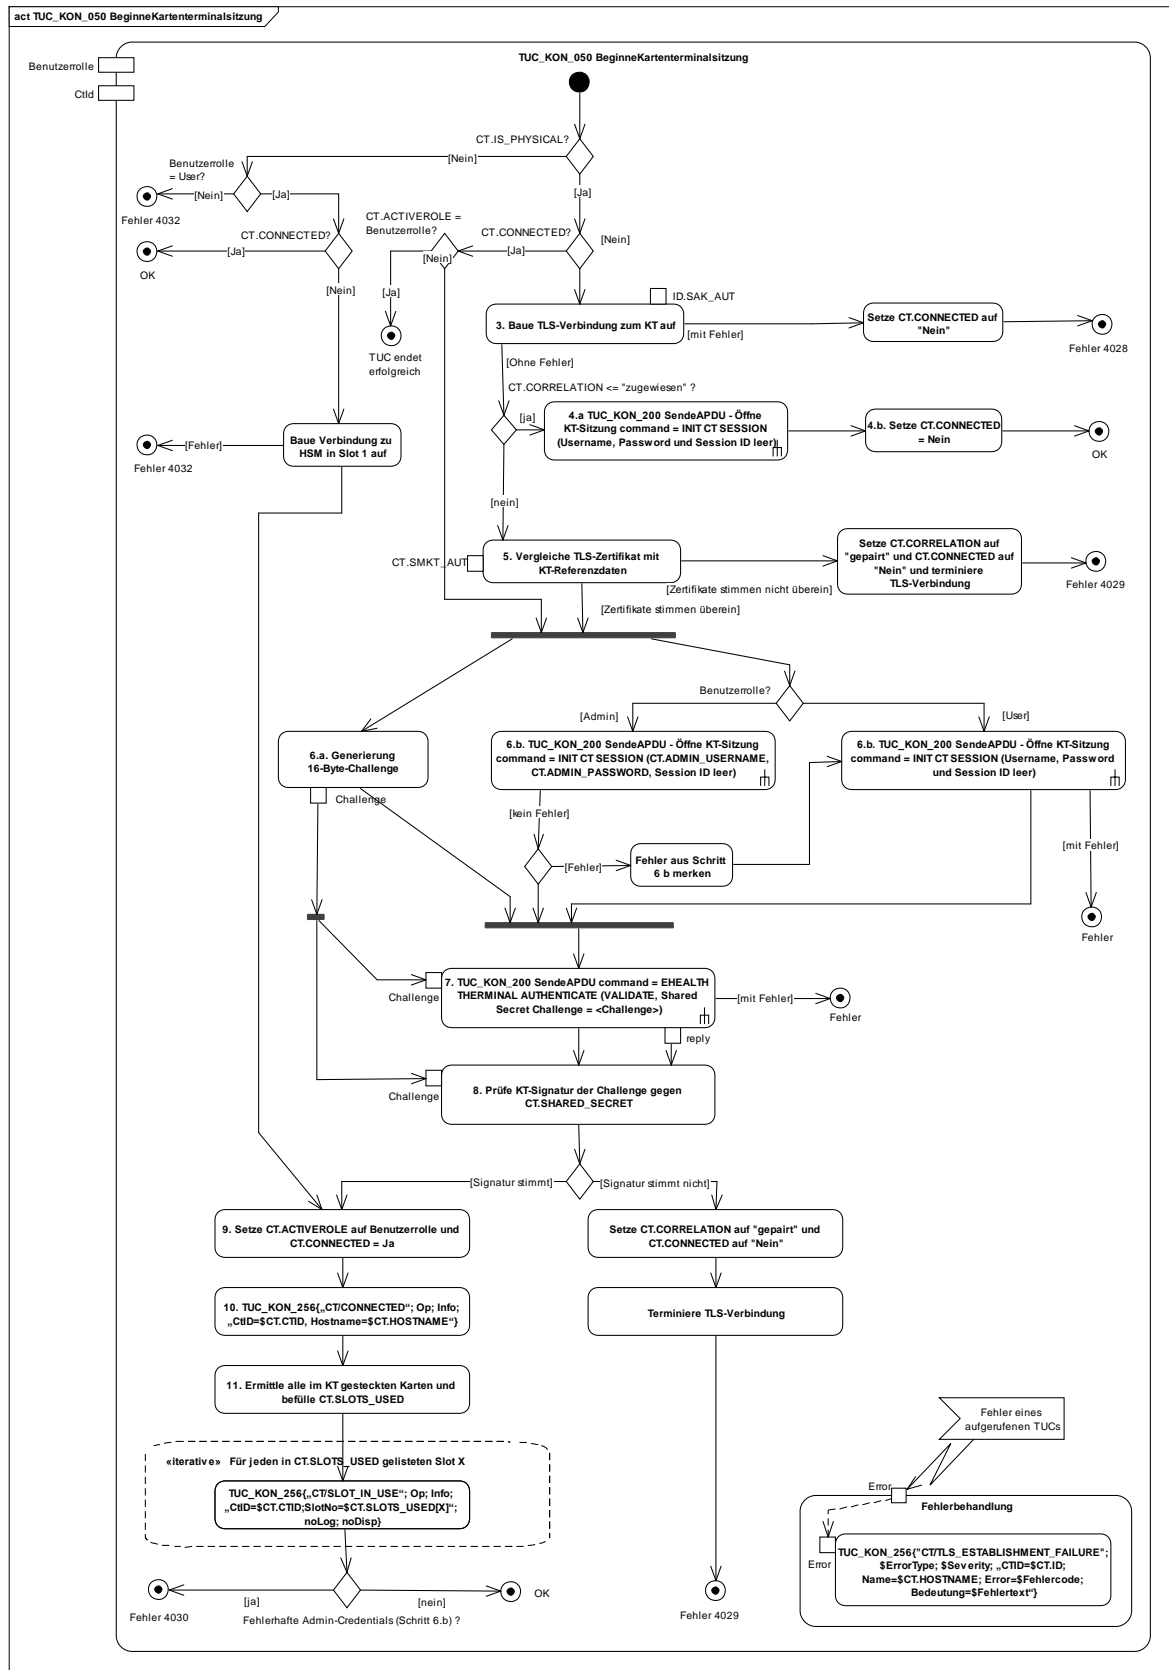 act TUC_KON_050 BeginneKartenterminalsitzung
TUC_KON_050 BeginneKartenterminalsitzung
Benutzerrolle
CtId
CT.IS_PHYSICAL?
[Nein]
[Ja]
Benutzerrolle
= User?
[Nein]
[Ja]
Fehler 4032
CT.CONNECTED?
[Ja]
OK
[Nein]
CT.ACTIVEROLE =
Benutzerrolle?
CT.CONNECTED?
[Nein]
[Ja]
[Nein]
[Ja]
TUC endet
erfolgreich
ID.SAK_AUT
3. Baue TLS-Verbindung zum KT auf
[mit Fehler]
Setze CT.CONNECTED auf
"Nein"
Fehler 4028
[Ohne Fehler]
CT.CORRELATION <= "zugewiesen" ?
[ja]
4.a TUC_KON_200 SendeAPDU - Öffne
KT-Sitzung command = INIT CT SESSION
(Username, Password und Session ID leer)
4.b. Setze CT.CONNECTED
= Nein
OK
Baue Verbindung zu
HSM in Slot 1 auf
[Fehler]
Fehler 4032
[nein]
CT.SMKT_AUT
5. Vergleiche TLS-Zertifikat mit
KT-Referenzdaten
[Zertifikate stimmen nicht überein]
Setze CT.CORRELATION auf
"gepairt" und CT.CONNECTED auf
"Nein" und terminiere
TLS-Verbindung
Fehler 4029
[Zertifikate stimmen überein]
Benutzerrolle?
[Admin]
[User]
6.a. Generierung
16-Byte-Challenge
Challenge
6.b. TUC_KON_200 SendeAPDU - Öffne KT-Sitzung
command = INIT CT SESSION (CT.ADMIN_USERNAME,
CT.ADMIN_PASSWORD, Session ID leer)
6.b. TUC_KON_200 SendeAPDU - Öffne KT-Sitzung
command = INIT CT SESSION (Username, Password
und Session ID leer)
[kein Fehler]
[Fehler]
Fehler aus Schritt
6 b merken
[mit Fehler]
Fehler
Challenge
7. TUC_KON_200 SendeAPDU command = EHEALTH
THERMINAL AUTHENTICATE (VALIDATE, Shared
Secret Challenge = <Challenge>)
[mit Fehler]
Fehler
reply
Challenge
8. Prüfe KT-Signatur der Challenge gegen
CT.SHARED_SECRET
[Signatur stimmt]
[Signatur stimmt nicht]
9. Setze CT.ACTIVEROLE auf Benutzerrolle und
CT.CONNECTED = Ja
Setze CT.CORRELATION auf "gepairt" und
CT.CONNECTED auf "Nein"
10. TUC_KON_256{„CT/CONNECTED“; Op; Info;
„CtID=$CT.CTID, Hostname=$CT.HOSTNAME“}
Terminiere TLS-Verbindung
11. Ermittle alle im KT gesteckten Karten und
befülle CT.SLOTS_USED
«iterative» Für jeden in CT.SLOTS_USED gelisteten Slot X
TUC_KON_256{„CT/SLOT_IN_USE“; Op; Info;
„CtID=$CT.CTID;SlotNo=$CT.SLOTS_USED[X]“;
noLog; noDisp}
[ja]
[nein]
Fehler 4030
OK
Fehlerhafte Admin-Credentials (Schritt 6.b) ?
Fehler 4029
Fehler eines
aufgerufenen TUCs
Error
Fehlerbehandlung
Error
TUC_KON_256{"CT/TLS_ESTABLISHMENT_FAILURE";
$ErrorType; $Severity; „CTID=$CT.ID;
Name=$CT.HOSTNAME; Error=$Fehlercode;
Bedeutung=$Fehlertext“}